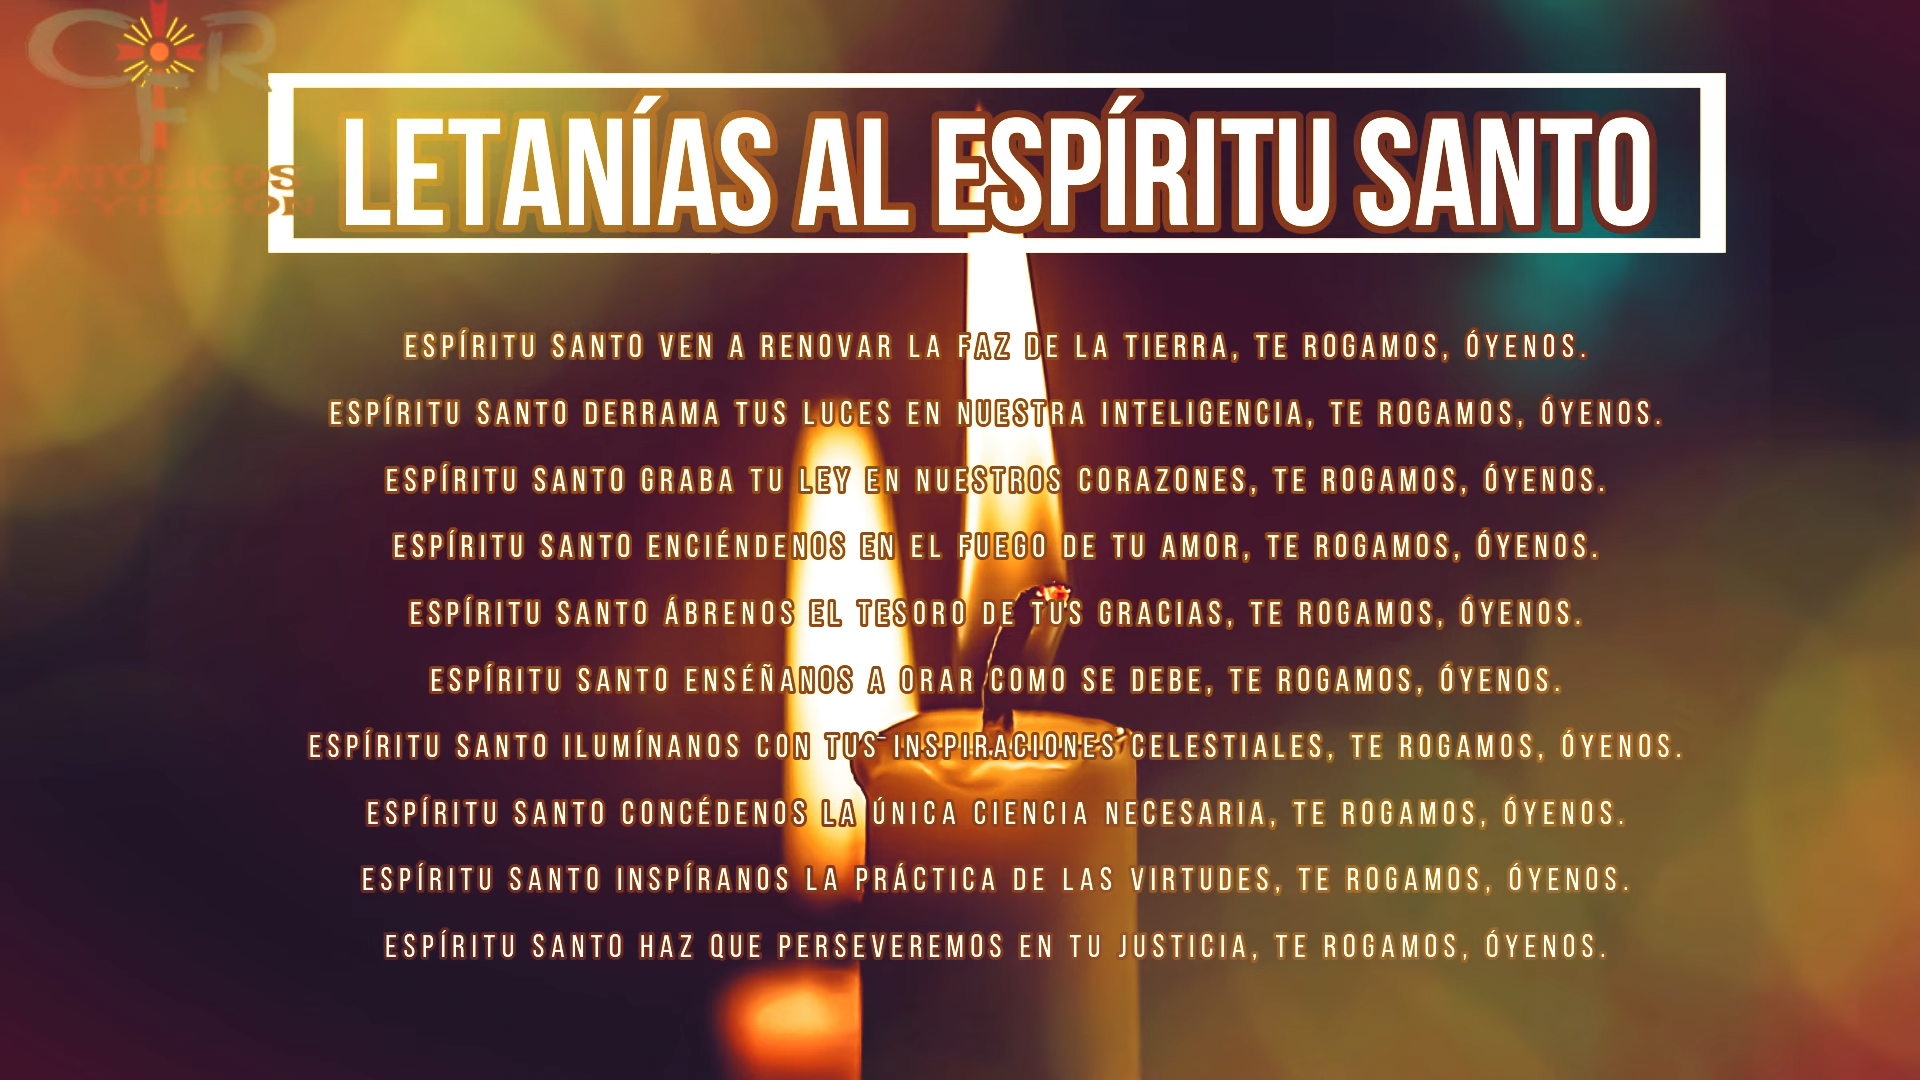 CATÓLICOS
FE Y RAZÓN
LETANÍAS AL ESPÍRITU SANTO
ESPÍRITU SANTO VEN A RENOVAR LA FAZ DE LA TIERRA, TE ROGAMOS, ÓYENOS.
ESPÍRITU SANTO DERRAMA TUS LUCES EN NUESTRA INTELIGENCIA, TE ROGAMOS, ÓYENOS.
ESPÍRITU SANTO GRABA TU LEY EN NUESTROS CORAZONES, TE ROGAMOS, ÓYENOS.
ESPÍRITU SANTO ENCIÉNDENOS EN EL FUEGO DE TU AMOR, TE ROGAMOS, ÓYENOS.
ESPÍRITU SANTO ÁBRENOS EL TESORO DE TUS GRACIAS, TE ROGAMOS, ÓYENOS.
ESPÍRITU SANTO ENSÉÑANOS A ORAR COMO SE DEBE, TE ROGAMOS, ÓYENOS.
ESPÍRITU SANTO ILUMÍNANOS CON TUS INSPIRACIONES CELESTIALES, TE ROGAMOS, ÓYENOS.
ESPÍRITU SANTO CONCÉDENOS LA ÚNICA CIENCIA NECESARIA, TE ROGAMOS, ÓYENOS.
ESPÍRITU SANTO INSPÍRANOS LA PRÁCTICA DE LAS VIRTUDES, TE ROGAMOS, ÓYENOS.
ESPÍRITU SANTO HAZ QUE PERSEVEREMOS EN TU JUSTICIA, TE ROGAMOS, ÓYENOS.